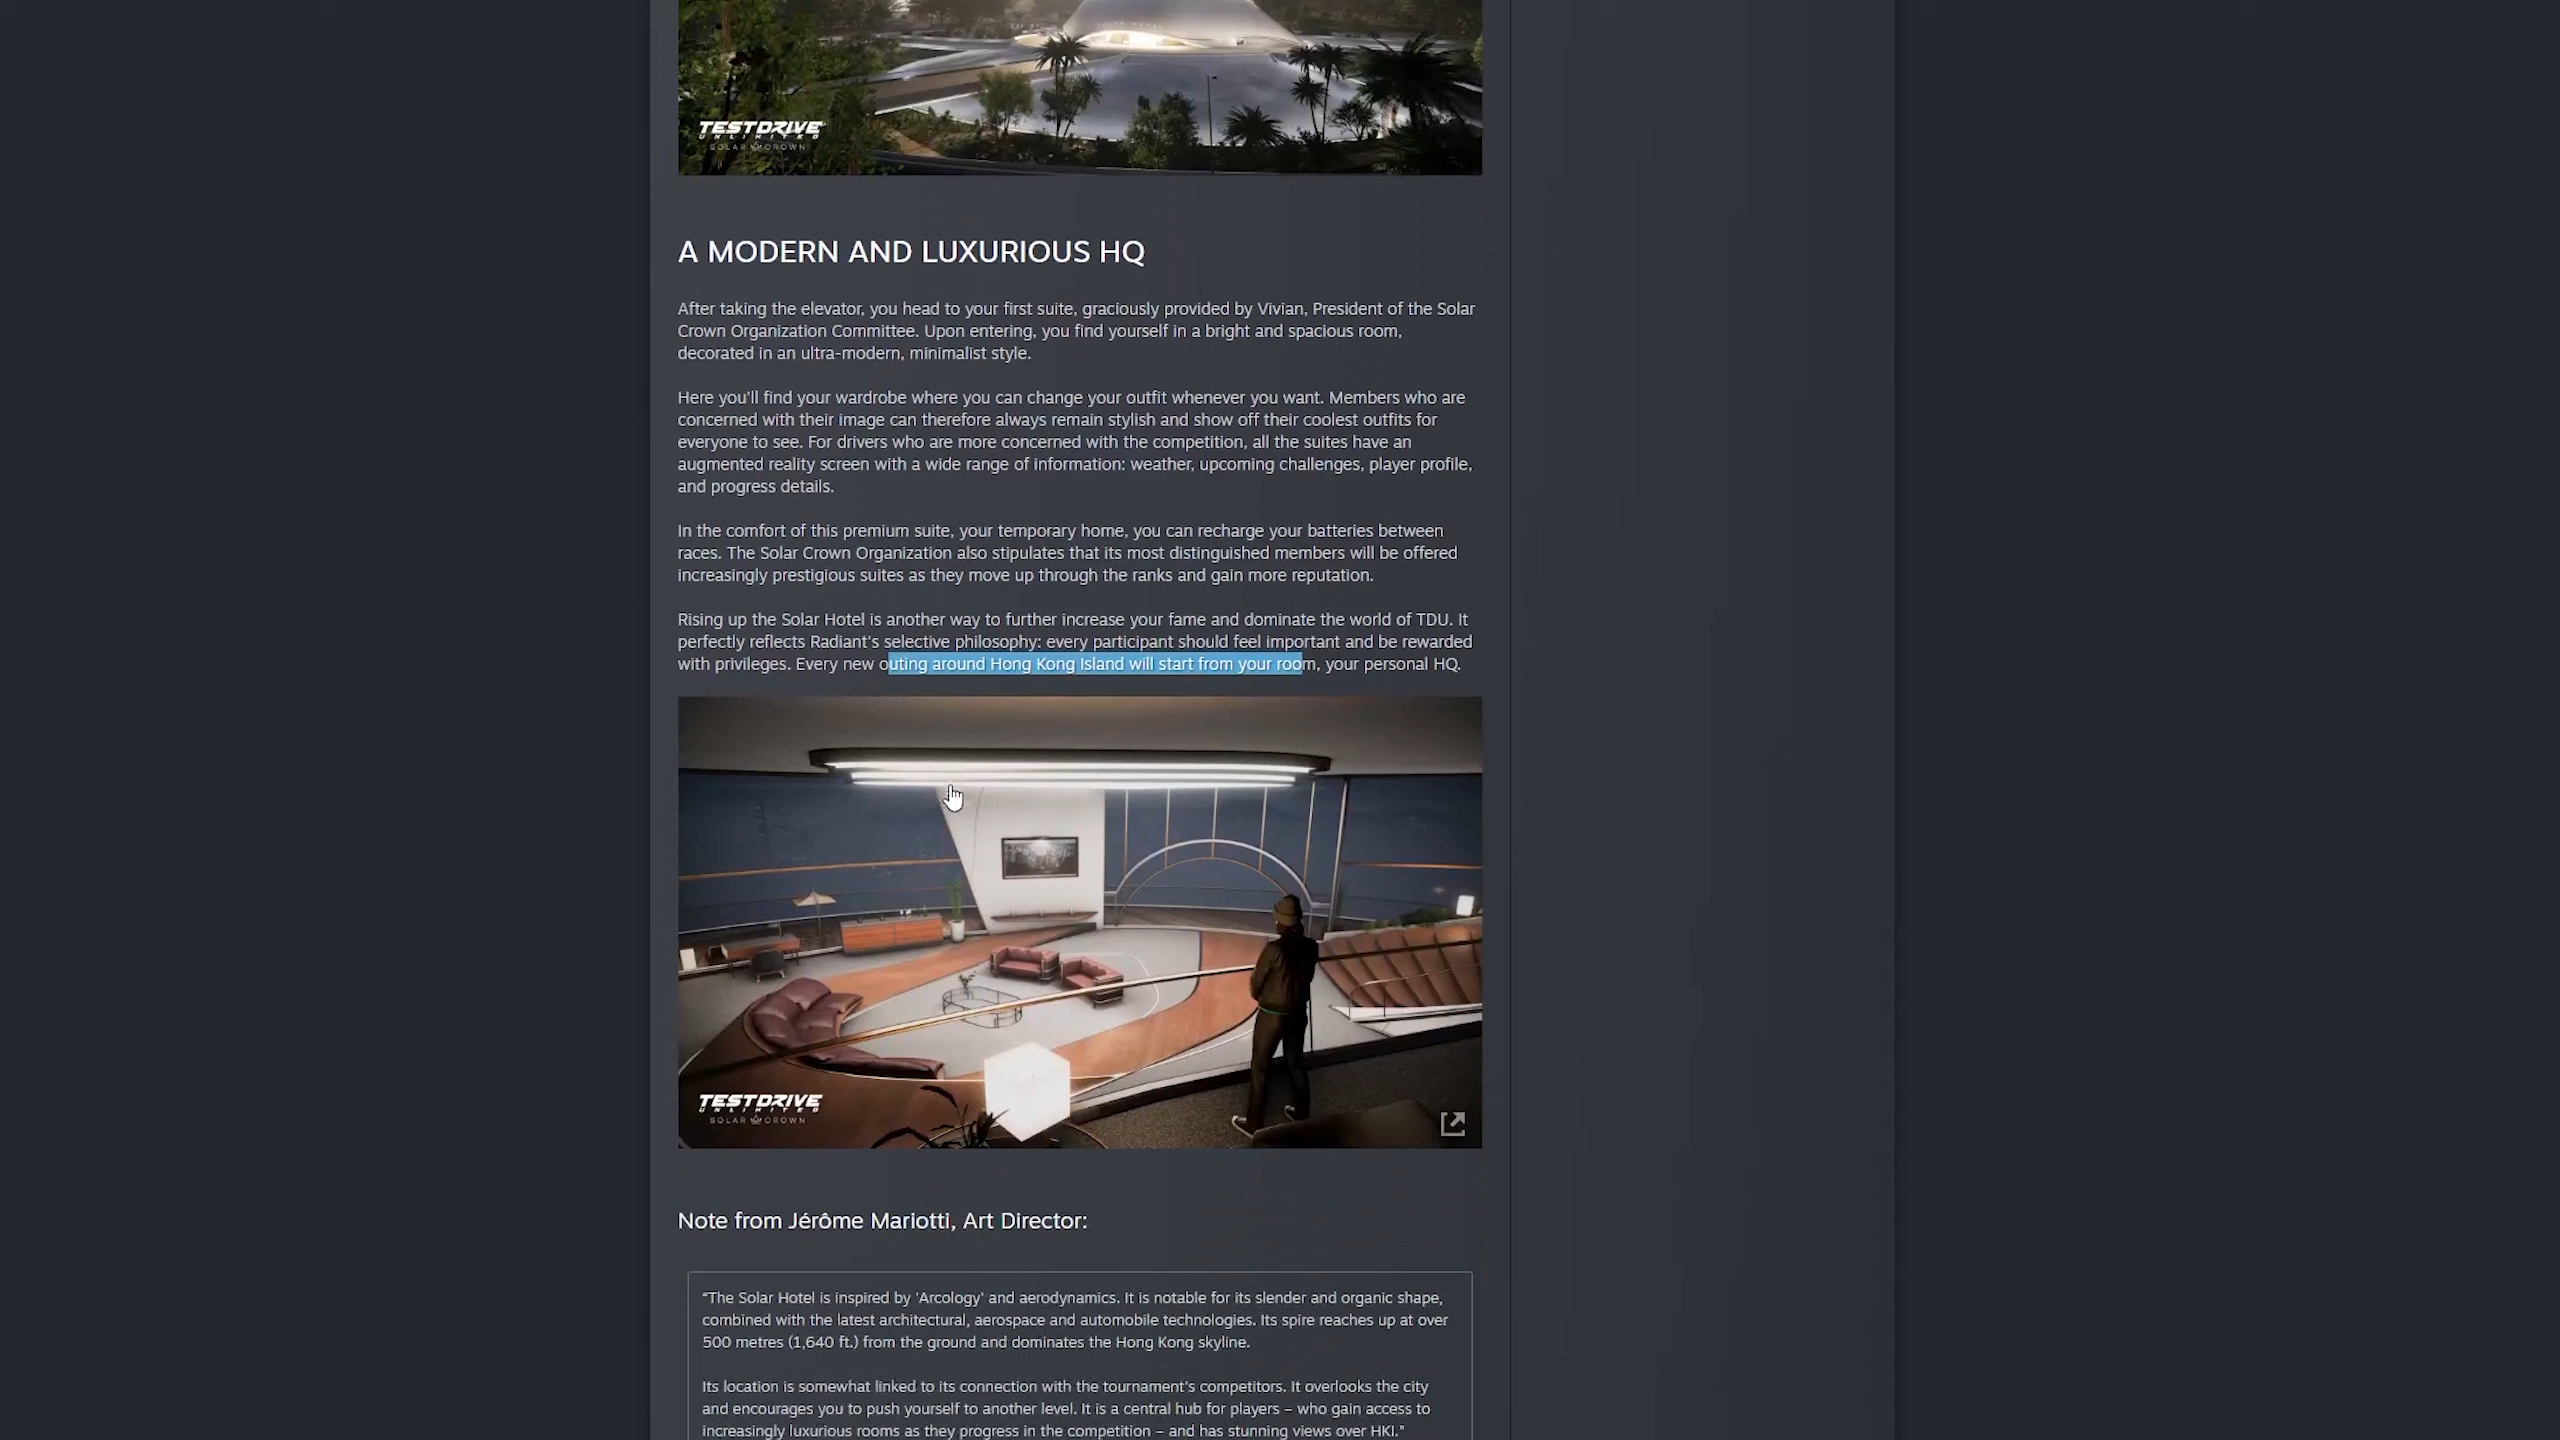 TEST DRIVE
UNLIMITED
SOLAR CROWN
A MODERN AND LUXURIOUS HQ
After taking the elevator, you head to your first suite, graciously provided by Vivian, President of the Solar
Crown Organization Committee. Upon entering, you find yourself in a bright and spacious room,
decorated in an ultra-modern, minimalist style.
Here you'll find your wardrobe where you can change your outfit whenever you want. Members who are
concerned with their image can therefore always remain stylish and show off their coolest outfits for
everyone to see. For drivers who are more concerned with the competition, all the suites have an
augmented reality screen with a wide range of information: weather, upcoming challenges, player profile,
and progress details.
In the comfort of this premium suite, your temporary home, you can recharge your batteries between
races. The Solar Crown Organization also stipulates that its most distinguished members will be offered
increasingly prestigious suites as they move up through the ranks and gain more reputation.
Rising up the Solar Hotel is another way to further increase your fame and dominate the world of TDU. It
perfectly reflects Radiant's selective philosophy: every participant should feel important and be rewarded
with privileges. Every new outing around Hong Kong Island will start from your room, your personal HQ.
TEST DRIVE
UNLIMITED
SOLAR CROWN
Note from Jérôme Mariotti, Art Director:
"The Solar Hotel is inspired by 'Arcology' and aerodynamics. It is notable for its slender and organic shape,
combined with the latest architectural, aerospace and automobile technologies. Its spire reaches up at over
500 metres (1,640 ft.) from the ground and dominates the Hong Kong skyline.
Its location is somewhat linked to its connection with the tournament's competitors. It overlooks the city
and encourages you to push yourself to another level. It is a central hub for players – who gain access to
increasingly luxurious rooms as they progress in the competition – and has stunning views over HKI."